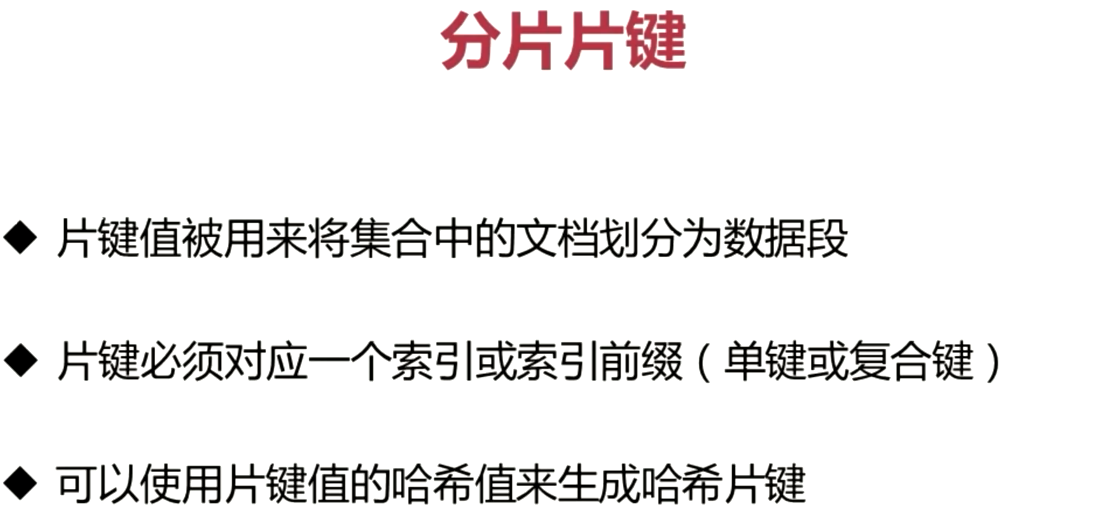 分片片键
◆ 片键值被用来将集合中的文档划分为数据段
◆ 片键必须对应一个索引或索引前缀（单键或复合键）
◆ 可以使用片键值的哈希值来生成哈希片键